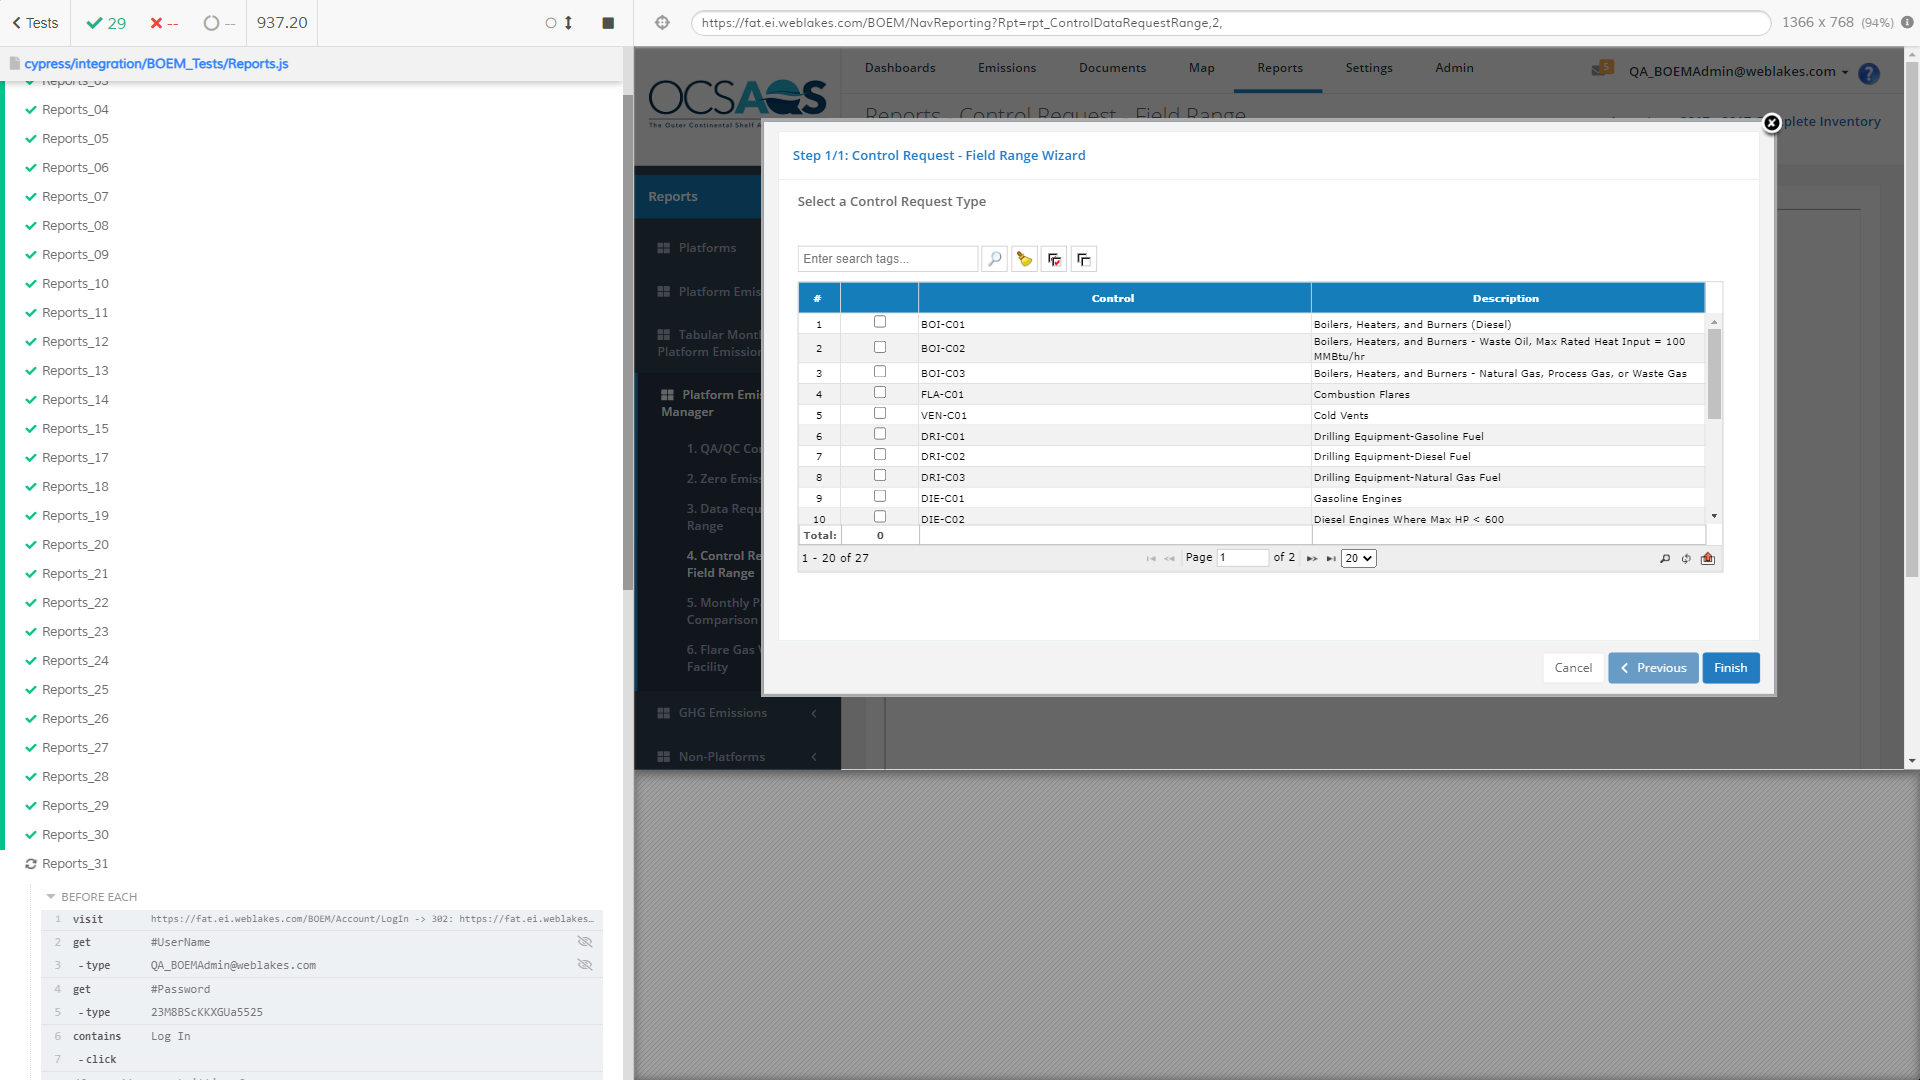 Tests
29
--
--
937.20
https://fat.ei.weblakes.com/BOEM/NavReporting?Rpt=rpt_ControlDataRequestRange,2,
1366 x 768 (94%)
cypress/integration/BOEM_Tests/Reports.js
Reports_03
Reports_04
Reports_05
Reports_06
Reports_07
Reports_08
Reports_09
Reports_10
Reports_11
Reports_12
Reports_13
Reports_14
Reports_15
Reports_17
Reports_18
Reports_19
Reports_20
Reports_21
Reports_22
Reports_23
Reports_24
Reports_25
Reports_26
Reports_27
Reports_28
Reports_29
Reports_30
Reports_31
BEFORE EACH
1 visit https://fat.ei.weblakes.com/BOEM/Account/LogIn -> 302: https://fat.ei.weblakes…
2 get #UserName
3 -type QA_BOEMAdmin@weblakes.com
4 get #Password
5 -type 23M8BScKKXGUa5525
6 contains Log In
7 -click
OCSAQS
The Outer Continental Shelf A
Dashboards
Emissions
Documents
Map
Reports
Settings
Admin
5
QA_BOEMAdmin@weblakes.com
?
Reports - Control Request - Field Range
plete Inventory
Reports
Platforms
Platform Emis
Tabular Mont
Platform Emission
Platform Emi
Manager
1. QA/QC Co
2. Zero Emiss
3. Data Requ
Range
4. Control Re
Field Range
5. Monthly P
Comparison
6. Flare Gas V
Facility
GHG Emissions
Non-Platforms
Step 1/1: Control Request - Field Range Wizard
Select a Control Request Type
Enter search tags...
# Control Description
1 BOI-C01 Boilers, Heaters, and Burners (Diesel)
2 BOI-C02 Boilers, Heaters, and Burners - Waste Oil, Max Rated Heat Input = 100
MMBtu/hr
3 BOI-C03 Boilers, Heaters, and Burners - Natural Gas, Process Gas, or Waste Gas
4 FLA-C01 Combustion Flares
5 VEN-C01 Cold Vents
6 DRI-C01 Drilling Equipment-Gasoline Fuel
7 DRI-C02 Drilling Equipment-Diesel Fuel
8 DRI-C03 Drilling Equipment-Natural Gas Fuel
9 DIE-C01 Gasoline Engines
10 DIE-C02 Diesel Engines Where Max HP < 600
Total: 0
1 - 20 of 27
Page 1 of 2
20
Cancel
Previous
Finish